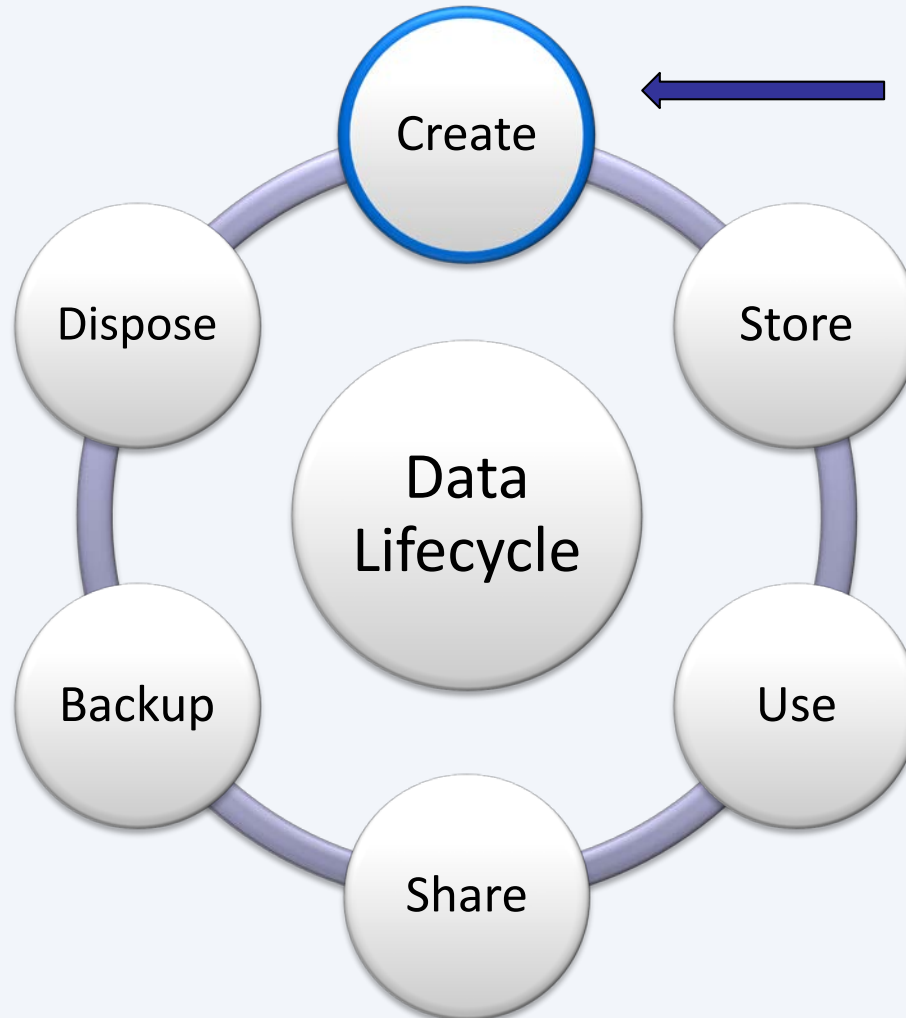 Create
Store
Use
Share
Backup
Dispose
Data
Lifecycle